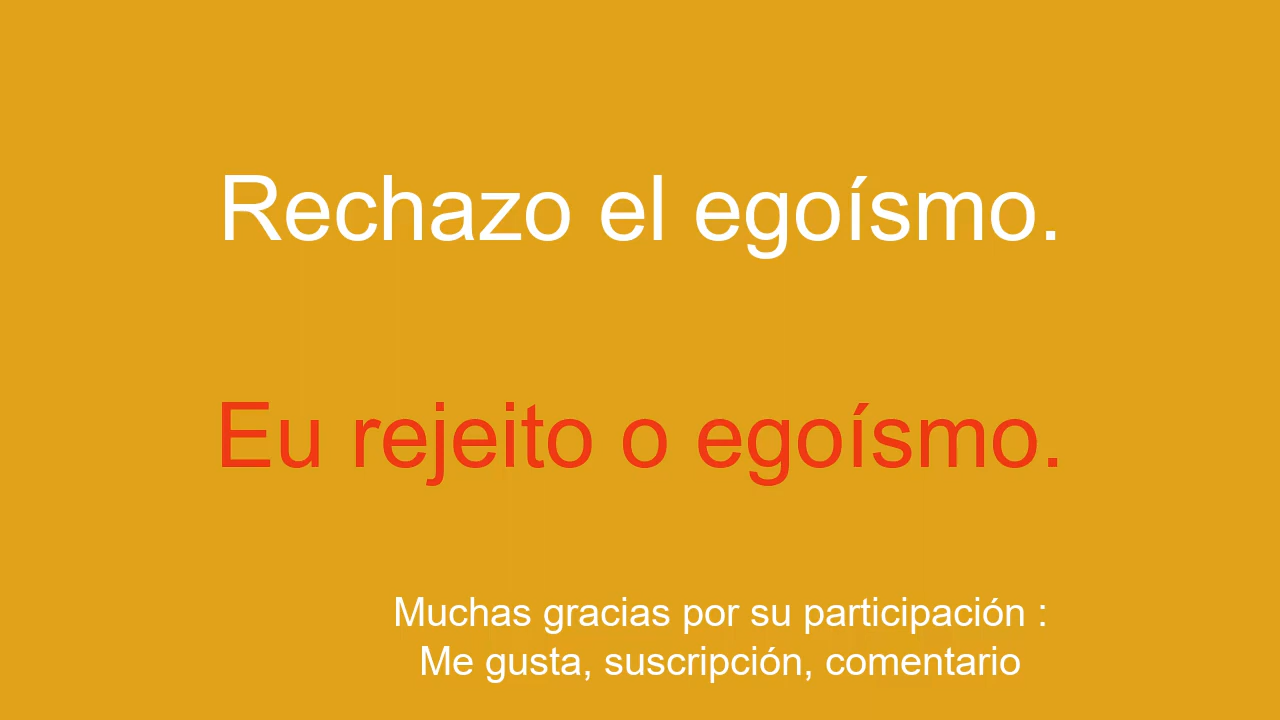 Rechazo el egoísmo.
Eu rejeito o egoísmo.
Muchas gracias por su participación :
Me gusta, suscripción, comentario